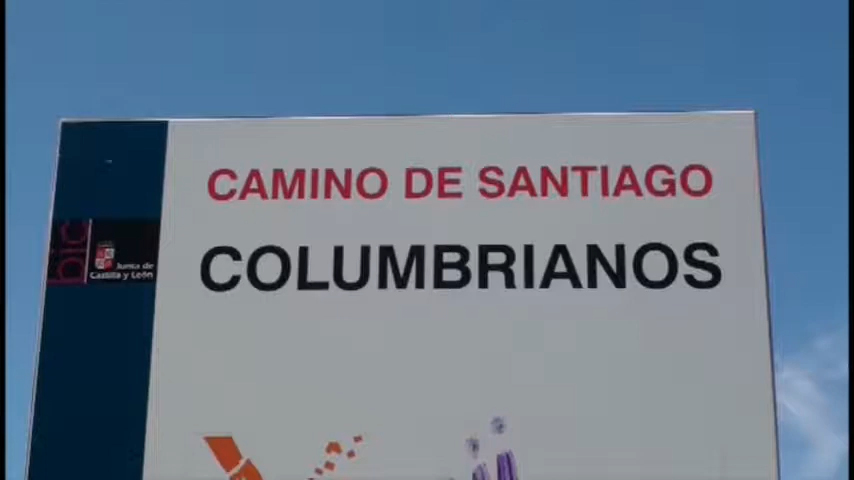 CAMINO DE SANTIAGO
COLUMBRIANOS
bic
Junta de
Castilla y León